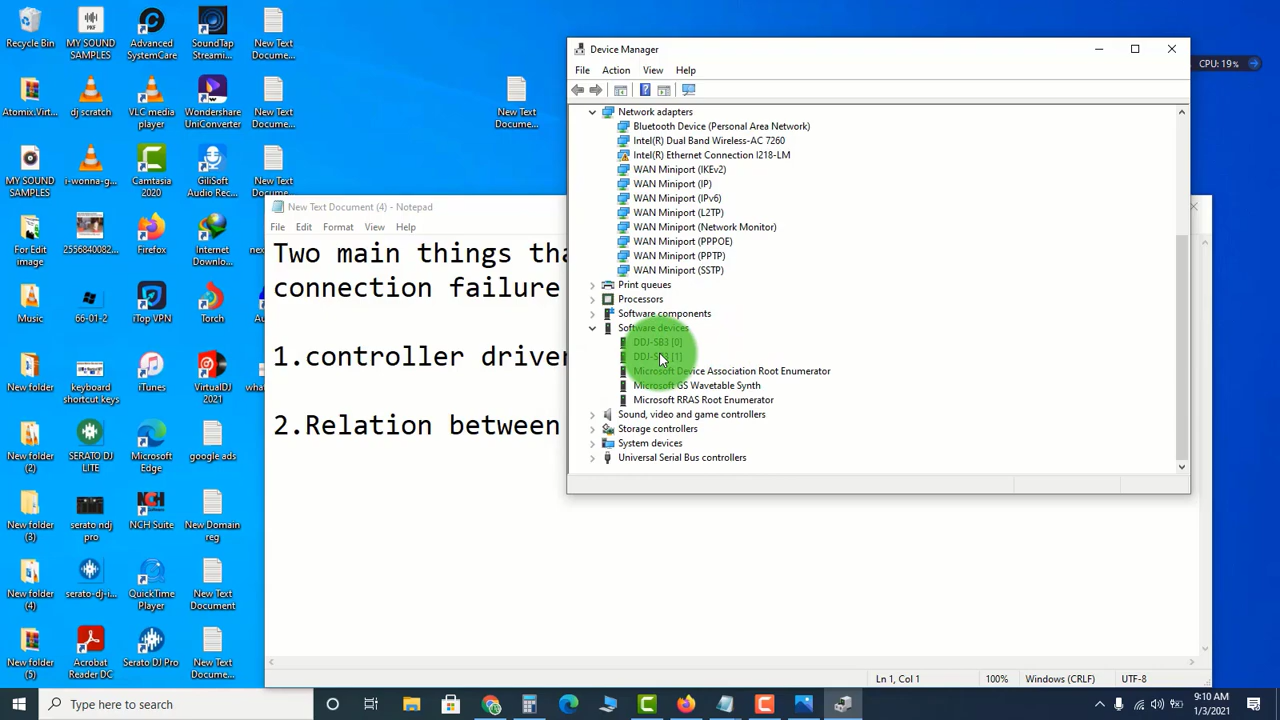 Recycle Bin
MY SOUND
SAMPLES
Advanced
SystemCare
SoundTap
Streami...
New Text
Docume...
Atomix.Virt...
dj scratch
VLC media
player
Wondershare
UniConverter
New Text
Docume...
New Text
Docume...
MY SOUND
SAMPLES
i-wonna-g...
Camtasia
2020
GiliSoft
Audio Rec...
New Text
Docume...
For Edit
image
2556840082...
Firefox
Internet
Downlo...
Music
66-01-2
iTop VPN
Torch
New folder
keyboard
shortcut keys
iTunes
VirtualDJ
2021
New folder
(2)
SERATO DJ
LITE
Microsoft
Edge
google ads
New folder
(3)
serato ndj
pro
NCH Suite
New Domain
reg
New folder
(4)
serato-dj-i...
QuickTime
Player
New Text
Document
New folder
(5)
Acrobat
Reader DC
Serato DJ Pro
New Text
Docume...
New Text Document (4) - Notepad
File Edit Format View Help
Two main things tha
connection failure
1.controller driver
2.Relation between
Ln 1, Col 1 100% Windows (CRLF) UTF-8
Device Manager
File Action View Help
Network adapters
Bluetooth Device (Personal Area Network)
Intel(R) Dual Band Wireless-AC 7260
Intel(R) Ethernet Connection I218-LM
WAN Miniport (IKEv2)
WAN Miniport (IP)
WAN Miniport (IPv6)
WAN Miniport (L2TP)
WAN Miniport (Network Monitor)
WAN Miniport (PPPOE)
WAN Miniport (PPTP)
WAN Miniport (SSTP)
Print queues
Processors
Software components
Software devices
DDJ-SB3 [0]
DDJ-SB3 [1]
Microsoft Device Association Root Enumerator
Microsoft GS Wavetable Synth
Microsoft RRAS Root Enumerator
Sound, video and game controllers
Storage controllers
System devices
Universal Serial Bus controllers
CPU: 19%
Type here to search
9:10 AM
1/3/2021